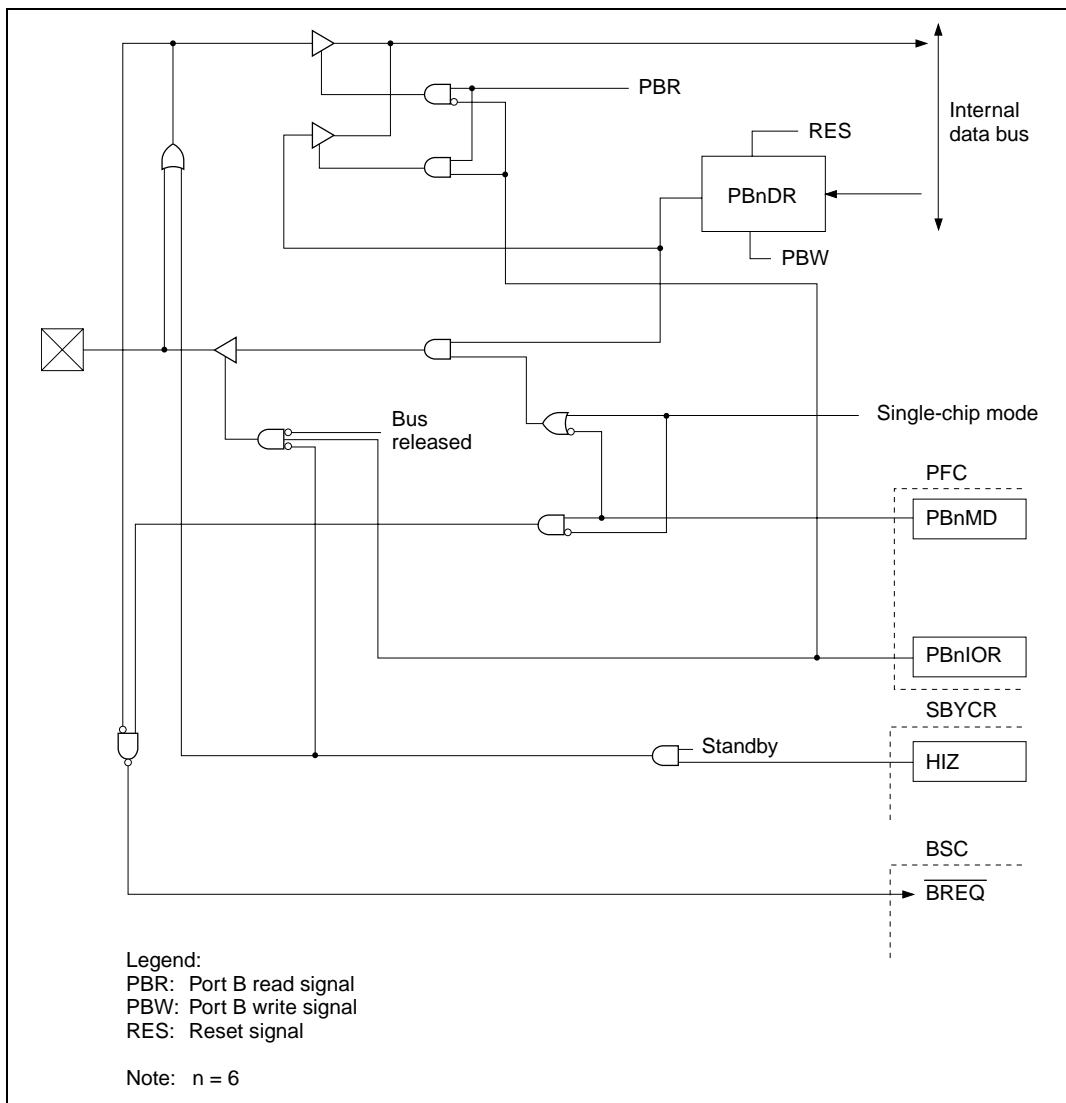 PBR
RES
Internal
data bus
PBnDR
PBW
Bus
released
Single-chip mode
PFC
PBnMD
PBnIOR
SBYCR
Standby
HIZ
BSC
BREQ
Legend:
PBR: Port B read signal
PBW: Port B write signal
RES: Reset signal
Note: n = 6